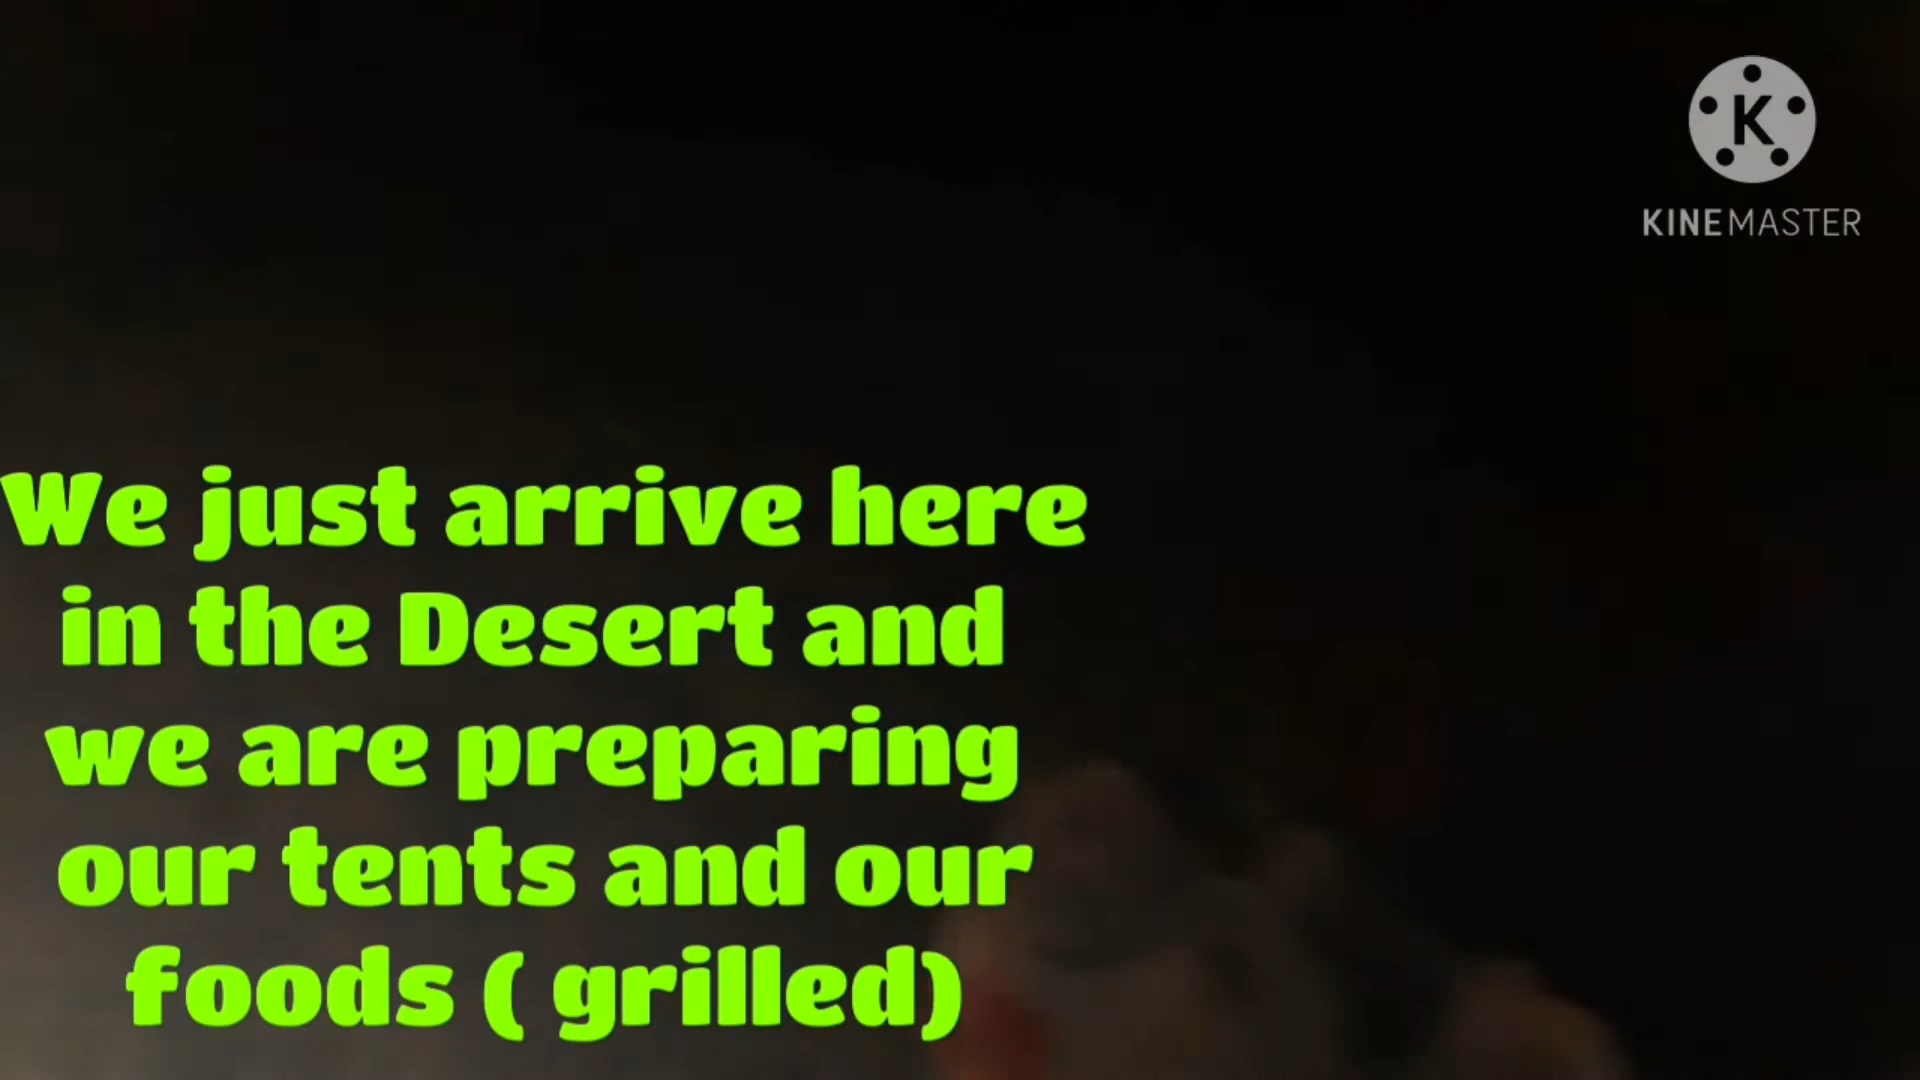 K
KINEMASTER
We just arrive here
in the Desert and
we are preparing
our tents and our
foods ( grilled)